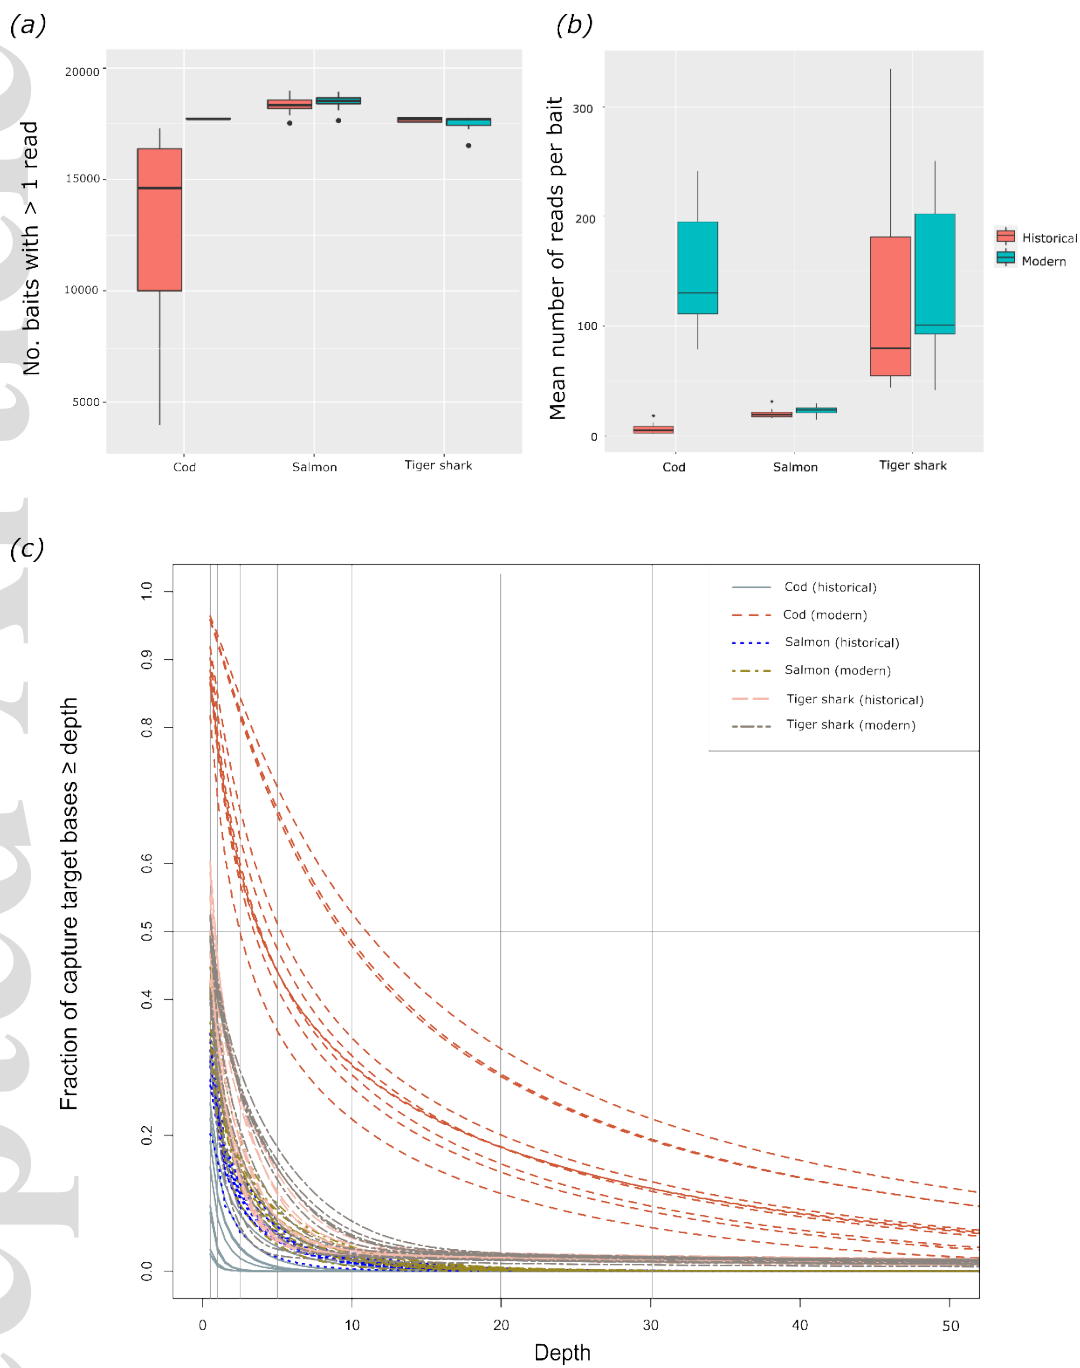 (a)
No. baits with > 1 read
20000
15000
10000
5000
Cod
Salmon
Tiger shark
(b)
Mean number of reads per bait
300
200
100
0
Cod
Salmon
Tiger shark
Historical
Modern
(c)
Fraction of capture target bases ≥ depth
1.0
0.9
0.8
0.6
0.5
0.4
0.2
0.0
Cod (historical)
Cod (modern)
Salmon (historical)
Salmon (modern)
Tiger shark (historical)
Tiger shark (modern)
0
10
20
30
40
50
Depth